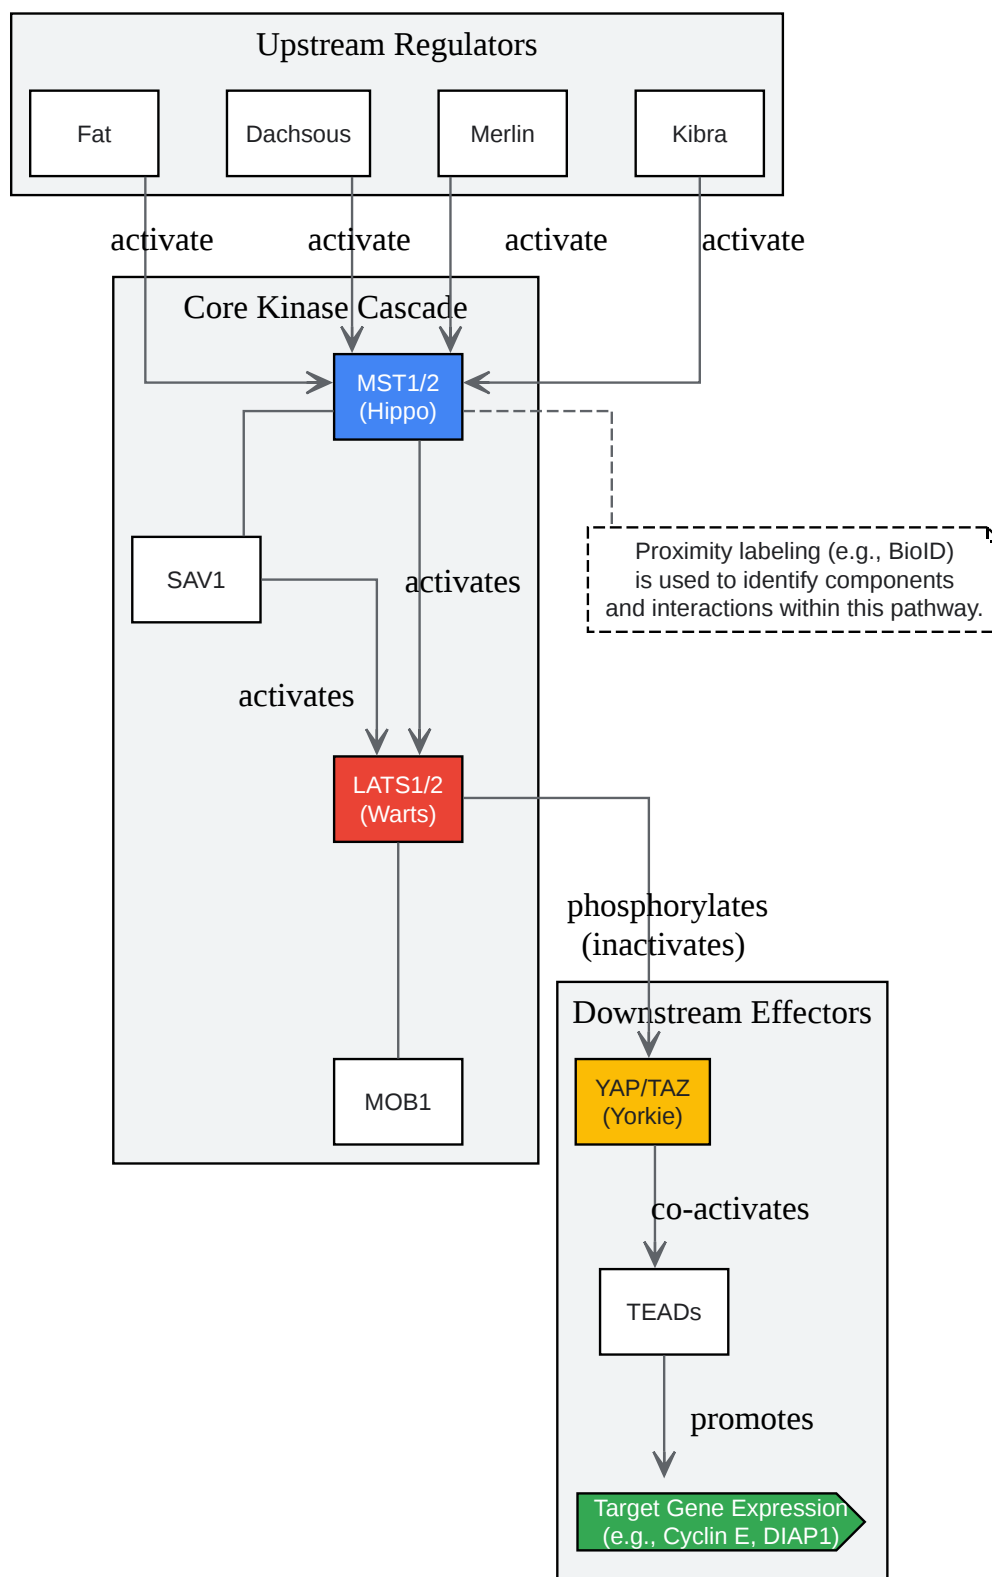 Upstream Regulators
Fat
Dachsous
Merlin
Kibra
activate
activate
activate
activate
Core Kinase Cascade
MST1/2
(Hippo)
SAV1
activates
Proximity labeling (e.g., BioID)
is used to identify components
and interactions within this pathway.
activates
LATS1/2
(Warts)
phosphorylates
(inactivates)
Downstream Effectors
MOB1
YAP/TAZ
(Yorkie)
co-activates
TEADs
promotes
Target Gene Expression
(e.g., Cyclin E, DIAP1)